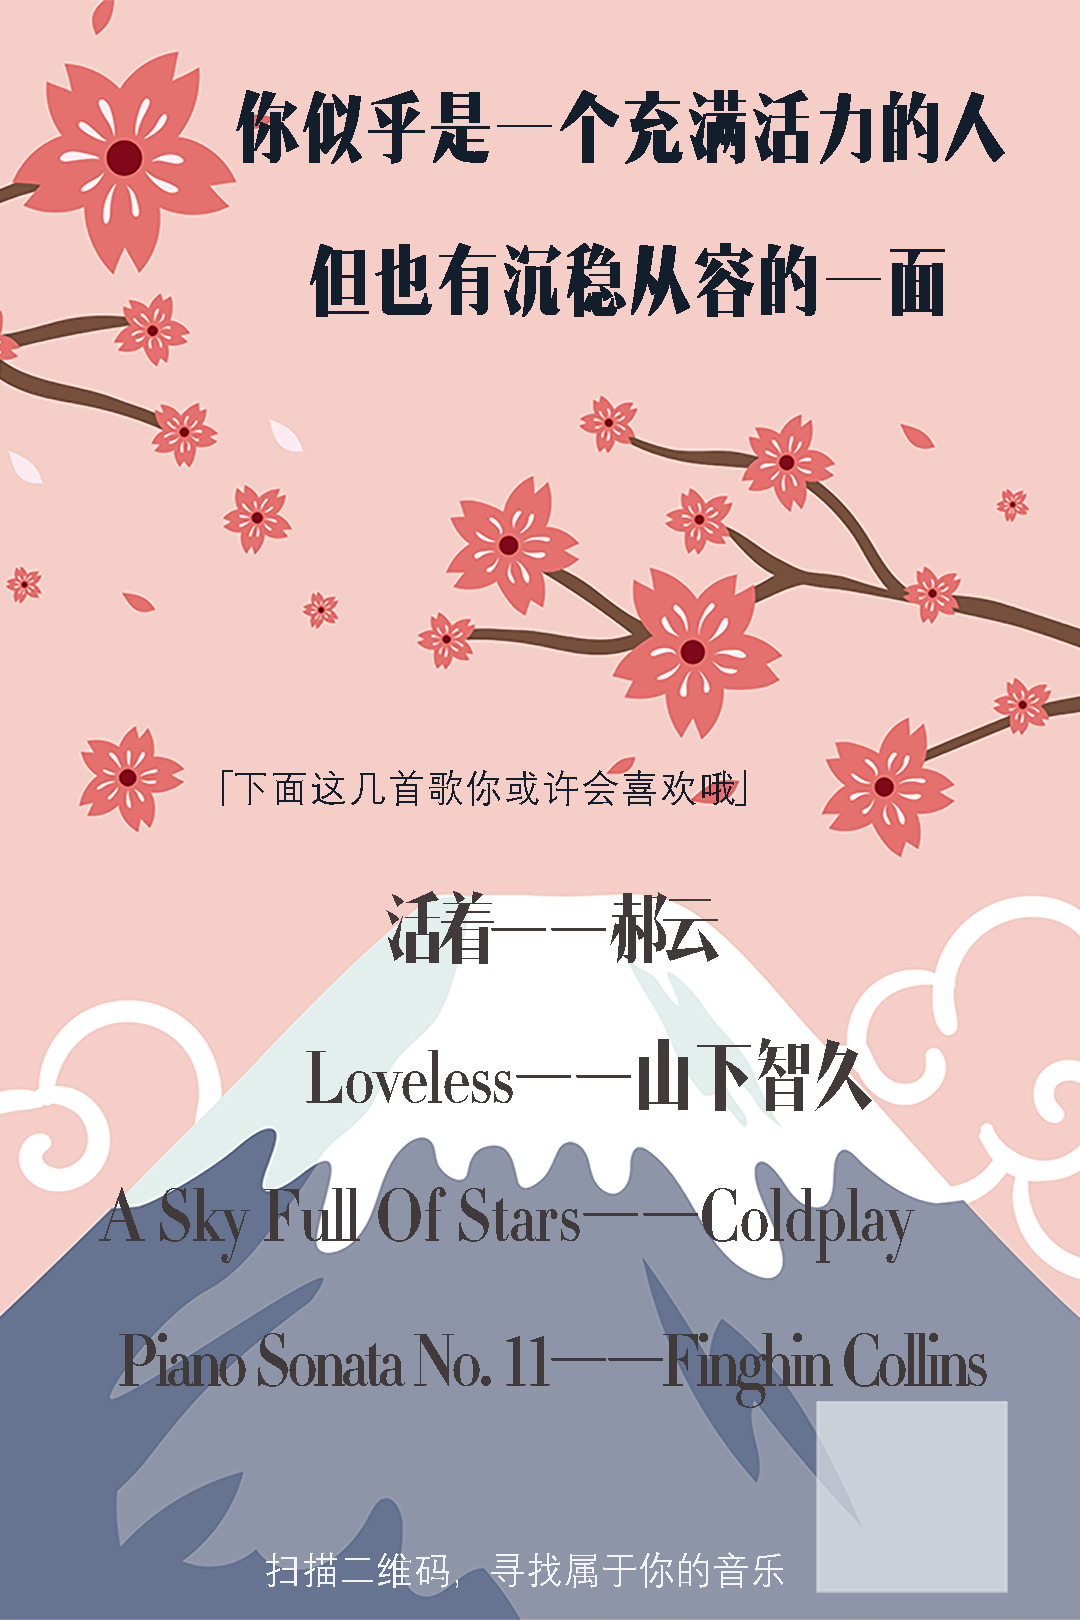 你似乎是一个充满活力的人
但也有沉稳从容的一面
「下面这几首歌你或许会喜欢哦」
活着——郝云
Loveless——山下智久
A Sky Full Of Stars——Coldplay
Piano Sonata No. 11——Finghin Collins
扫描二维码，寻找属于你的音乐